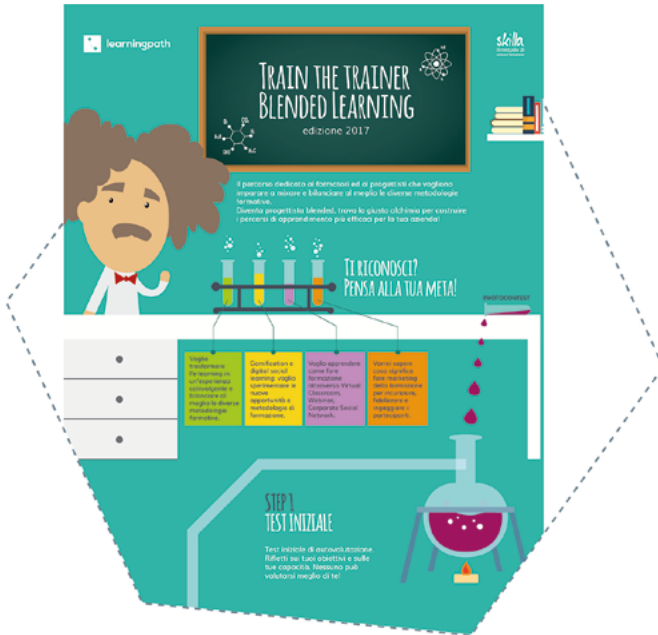 learningpath
skilla
TRAIN THE TRAINER
BLENDED LEARNING
edizione 2017
Il percorso dedicato ai formatori ed ai progettisti che vogliono
imparare a mixare e bilanciare al meglio le diverse metodologie
formative.
Diventa progettista blended, trova la giusta alchimia per costruire
i percorsi di apprendimento più efficaci per la tua azienda!
TI RICONOSCI?
PENSA ALLA TUA META!
Voglio
trasformare
l'e-learning in
un'esperienza
coinvolgente e
bilanciare al
meglio le diverse
metodologie
formative.
Gamification e
digital social
learning: voglio
sperimentare le
nuove
opportunità e
metodologie di
formazione.
Voglio apprendere
come fare
formazione
attraverso Virtual
Classroom,
Webinar,
Corporate Social
Network.
Vorrei sapere
cosa significa
fare marketing
della formazione
per incuriosire,
fidelizzare e
ingaggiare i
partecipanti.
STEP 1
TEST INIZIALE
Test iniziale di autovalutazione.
Rifletti sui tuoi obiettivi e sulle
tue capacità. Nessuno può
valutarsi meglio di te!